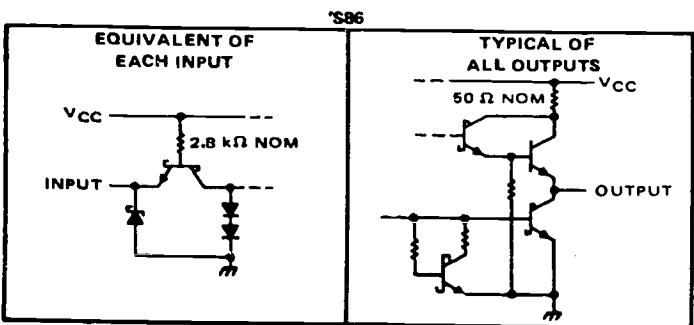 'S86
EQUIVALENT OF
EACH INPUT
VCC
2.8 kΩ NOM
INPUT
TYPICAL OF
ALL OUTPUTS
VCC
50 Ω NOM
OUTPUT